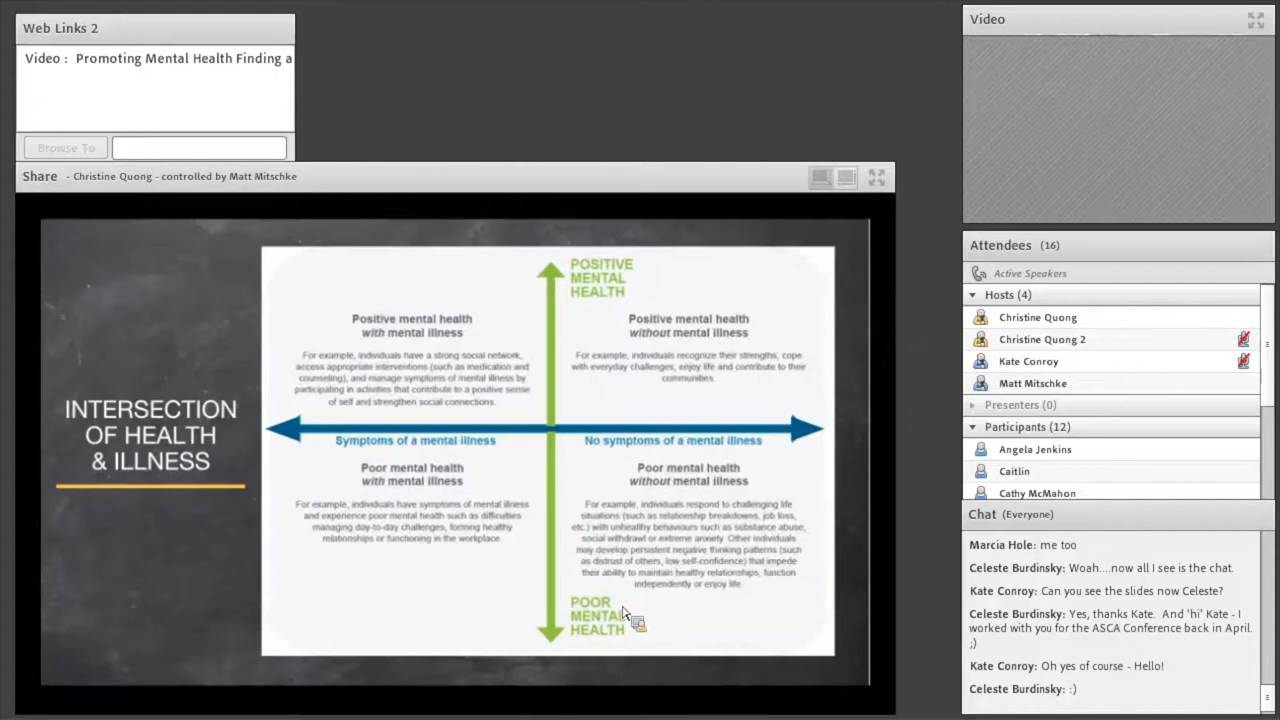 Web Links 2
Video :  Promoting Mental Health Finding a
Browse To
Share - Christine Quong - controlled by Matt Mitschke
INTERSECTION
OF HEALTH
& ILLNESS
POSITIVE
MENTAL
HEALTH
Positive mental health
with mental illness
For example, individuals have a strong social network,
access appropriate interventions (such as medication and
counseling), and manage symptoms of mental illness by
participating in activities that contribute to a positive sense
of self and strengthen social connections.
Positive mental health
without mental illness
For example, individuals recognize their strengths, cope
with everyday challenges, enjoy life and contribute to their
communities.
Symptoms of a mental illness
No symptoms of a mental illness
Poor mental health
with mental illness
For example, individuals have symptoms of mental illness
and experience poor mental health such as difficulties
managing day-to-day challenges, forming healthy
relationships or functioning in the workplace.
Poor mental health
without mental illness
For example, individuals respond to challenging life
situations (such as relationship breakdowns, job loss,
etc.) with unhealthy behaviours such as substance abuse,
social withdrawl or extreme anxiety. Other individuals
may develop persistent negative thinking patterns (such
as distrust of others, low self-confidence) that impede
their ability to maintain healthy relationships, function
independently or enjoy life.
POOR
MENTAL
HEALTH
Video
Attendees (16)
Active Speakers
Hosts (4)
Christine Quong
Christine Quong 2
Kate Conroy
Matt Mitschke
Presenters (0)
Participants (12)
Angela Jenkins
Caitlin
Cathy McMahon
Chat (Everyone)
Marcia Hole: me too
Celeste Burdinsky: Woah....now all I see is the chat.
Kate Conroy: Can you see the slides now Celeste?
Celeste Burdinsky: Yes, thanks Kate.  And 'hi' Kate - I
worked with you for the ASCA Conference back in April.
;)
Kate Conroy: Oh yes of course - Hello!
Celeste Burdinsky: :)